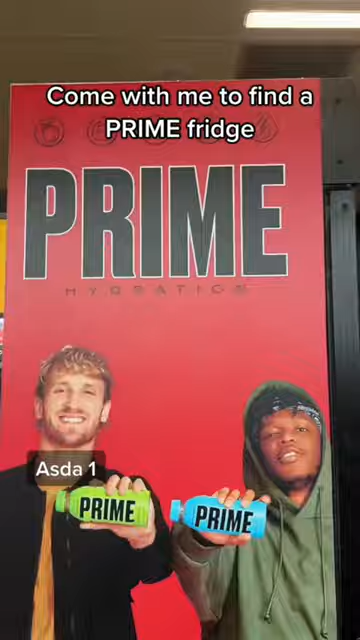 Come with me to find a
PRIME fridge
PRIME
HYDRATION
Asda 1
PRIME
PRIME